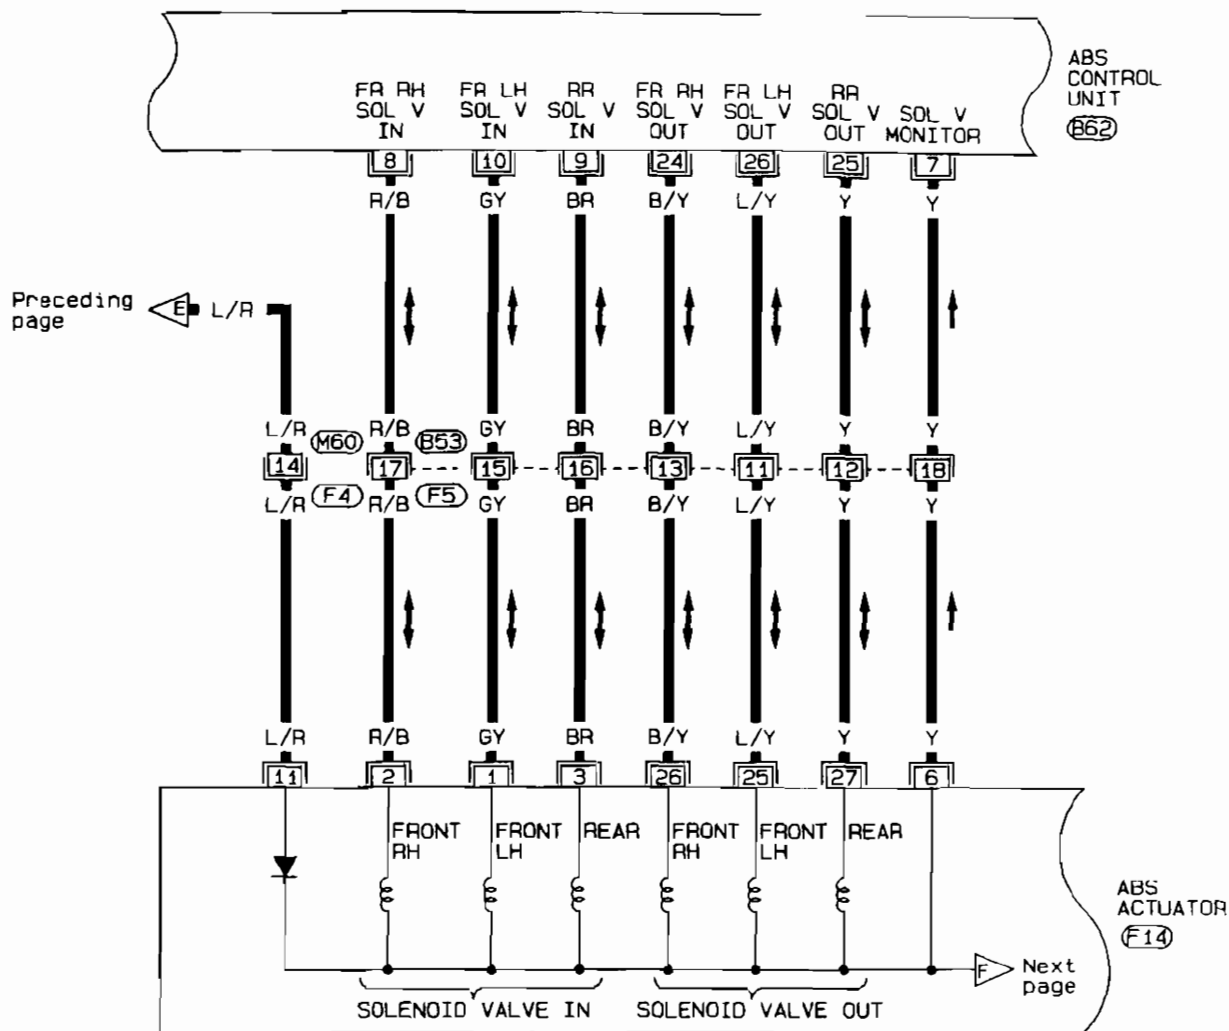 FR RH SOL V IN
FR LH SOL V IN
RR SOL V IN
FR RH SOL V OUT
FR LH SOL V OUT
RR SOL V OUT
SOL V MONITOR
ABS CONTROL UNIT
B62
8 10 9 24 26 25 7
R/B GY BR B/Y L/Y Y Y
Preceding page
E L/R
L/R M60 R/B B53 GY BR B/Y L/Y Y Y
14 17 15 16 13 11 12 18
L/R F4 R/B F5 GY BR B/Y L/Y Y Y
L/R R/B GY BR B/Y L/Y Y Y
11 2 1 3 26 25 27 6
FRONT RH
FRONT LH
REAR
FRONT RH
FRONT LH
REAR
ABS ACTUATOR
F14
F Next page
SOLENOID VALVE IN
SOLENOID VALVE OUT